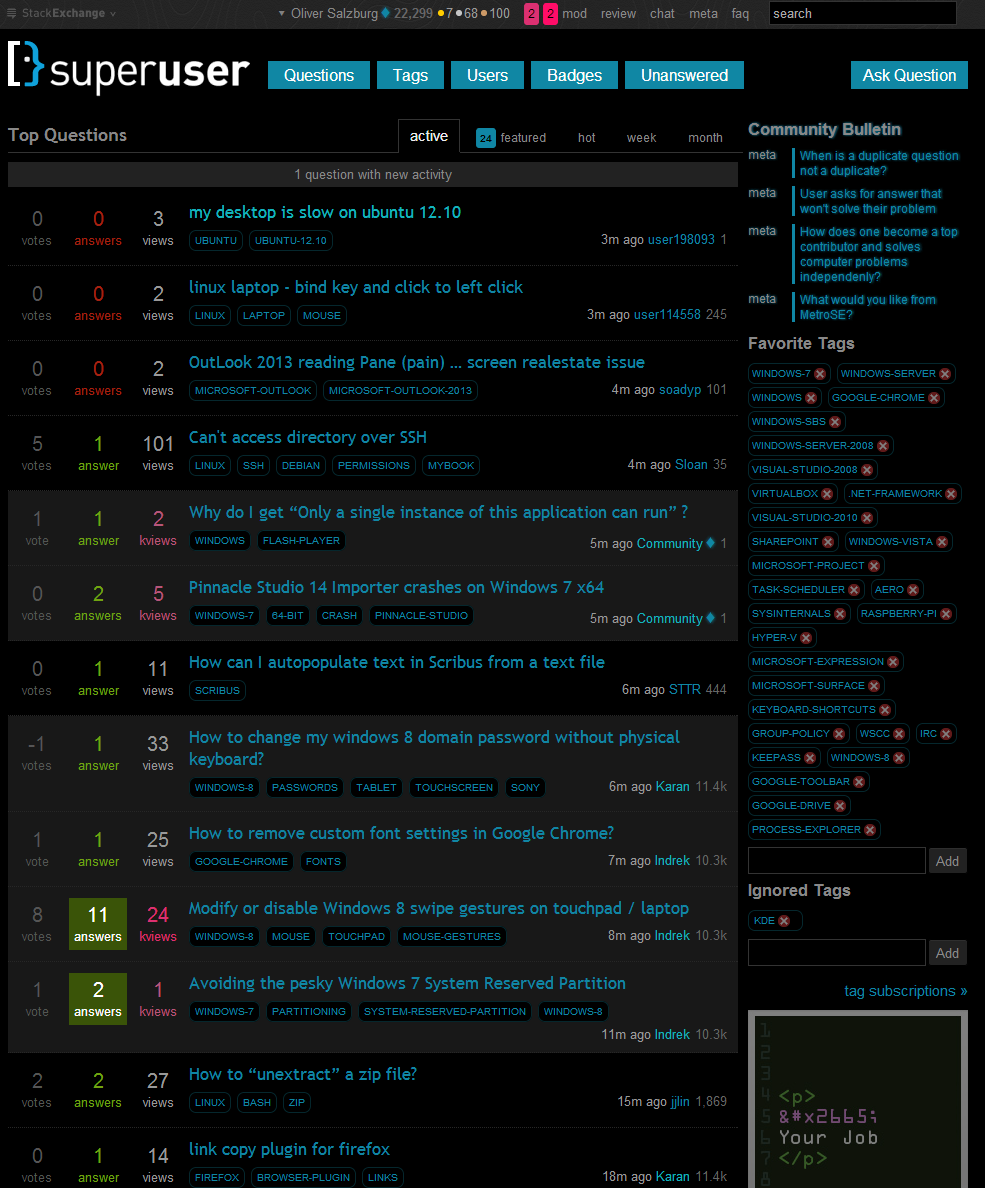 StackExchange
Oliver Salzburg 22,299 7 68 100 2 2 mod review chat meta faq search
superuser
Questions Tags Users Badges Unanswered Ask Question
Top Questions
active 24 featured hot week month
1 question with new activity
0 votes 0 answers 3 views
my desktop is slow on ubuntu 12.10
UBUNTU UBUNTU-12.10
3m ago user198093 1
0 votes 0 answers 2 views
linux laptop - bind key and click to left click
LINUX LAPTOP MOUSE
3m ago user114558 245
0 votes 0 answers 2 views
OutLook 2013 reading Pane (pain) ... screen realestate issue
MICROSOFT-OUTLOOK MICROSOFT-OUTLOOK-2013
4m ago soadyp 101
5 votes 1 answer 101 views
Can't access directory over SSH
LINUX SSH DEBIAN PERMISSIONS MYBOOK
4m ago Sloan 35
1 vote 1 answer 2 kviews
Why do I get “Only a single instance of this application can run” ?
WINDOWS FLASH-PLAYER
5m ago Community 1
0 votes 2 answers 5 kviews
Pinnacle Studio 14 Importer crashes on Windows 7 x64
WINDOWS-7 64-BIT CRASH PINNACLE-STUDIO
5m ago Community 1
0 votes 1 answer 11 views
How can I autopopulate text in Scribus from a text file
SCRIBUS
6m ago STTR 444
-1 votes 1 answer 33 views
How to change my windows 8 domain password without physical
keyboard?
WINDOWS-8 PASSWORDS TABLET TOUCHSCREEN SONY
6m ago Karan 11.4k
1 vote 1 answer 25 views
How to remove custom font settings in Google Chrome?
GOOGLE-CHROME FONTS
7m ago Indrek 10.3k
8 votes 11 answers 24 kviews
Modify or disable Windows 8 swipe gestures on touchpad / laptop
WINDOWS-8 MOUSE TOUCHPAD MOUSE-GESTURES
8m ago Indrek 10.3k
1 vote 2 answers 1 kviews
Avoiding the pesky Windows 7 System Reserved Partition
WINDOWS-7 PARTITIONING SYSTEM-RESERVED-PARTITION WINDOWS-8
11m ago Indrek 10.3k
2 votes 2 answers 27 views
How to “unextract” a zip file?
LINUX BASH ZIP
15m ago jjlin 1,869
0 votes 1 answer 14 views
link copy plugin for firefox
FIREFOX BROWSER-PLUGIN LINKS
18m ago Karan 11.4k
Community Bulletin
meta When is a duplicate question
not a duplicate?
meta User asks for answer that
won't solve their problem
meta How does one become a top
contributor and solves
computer problems
independenly?
meta What would you like from
MetroSE?
Favorite Tags
WINDOWS-7 WINDOWS-SERVER
WINDOWS GOOGLE-CHROME
WINDOWS-SBS
WINDOWS-SERVER-2008
VISUAL-STUDIO-2008
VIRTUALBOX .NET-FRAMEWORK
VISUAL-STUDIO-2010
SHAREPOINT WINDOWS-VISTA
MICROSOFT-PROJECT
TASK-SCHEDULER AERO
SYSINTERNALS RASPBERRY-PI
HYPER-V
MICROSOFT-EXPRESSION
MICROSOFT-SURFACE
KEYBOARD-SHORTCUTS
GROUP-POLICY WSCC IRC
KEEPASS WINDOWS-8
GOOGLE-TOOLBAR
GOOGLE-DRIVE
PROCESS-EXPLORER
Add
Ignored Tags
KDE
Add
tag subscriptions »
1
2
3
4 <p>
5 &#x2665;
6 Your Job
7 </p>
8